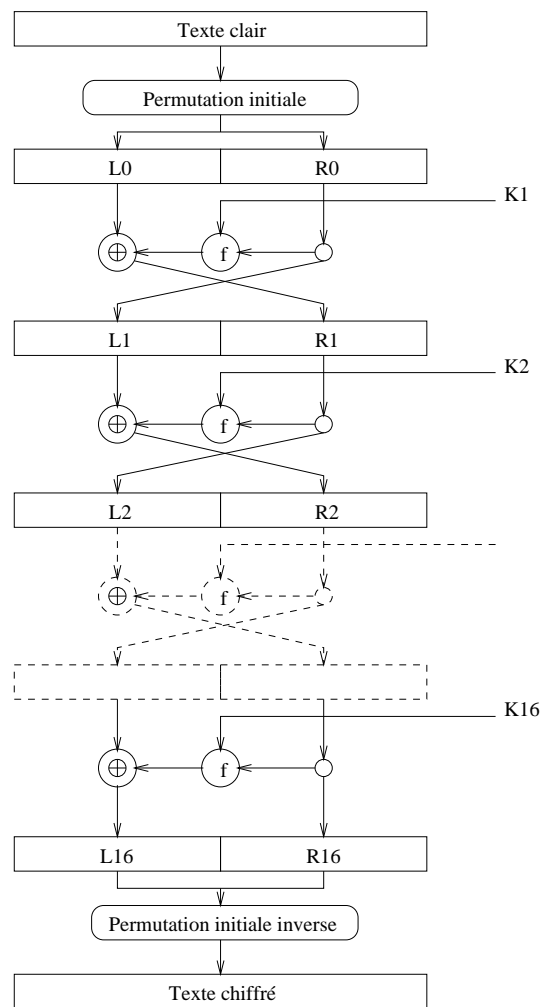 Texte clair
Permutation initiale
L0 R0
K1
⊕ f
L1 R1
K2
⊕ f
L2 R2
⊕ f
K16
⊕ f
L16 R16
Permutation initiale inverse
Texte chiffré